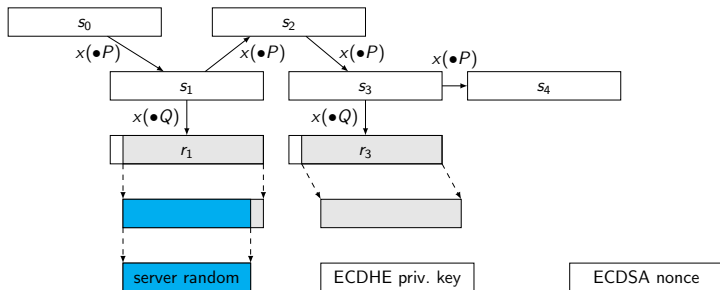 s₀
s₂
x(●P)
x(●P)
x(●P)
x(●P)
s₁
s₃
s₄
x(●Q)
x(●Q)
r₁
r₃
server random
ECDHE priv. key
ECDSA nonce